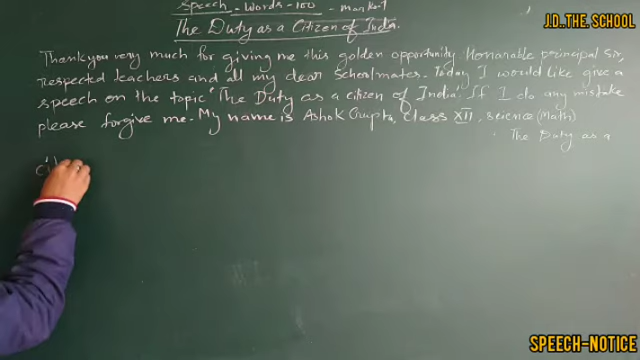 Speech - Words - 100 - market
J.D..THE. SCHOOL
The Duty as a Citizen of India.
Thank you very much for giving me this golden opportunity. Honorable principal sir,
respected teachers and all my dear schoolmates. Today I would like give a
speech on the topic "The Duty as a citizen of India". If I do any mistake
please forgive me. My name is Ashok Gupta, class XII, science (Math)
The Duty as a
cit
SPEECH-NOTICE